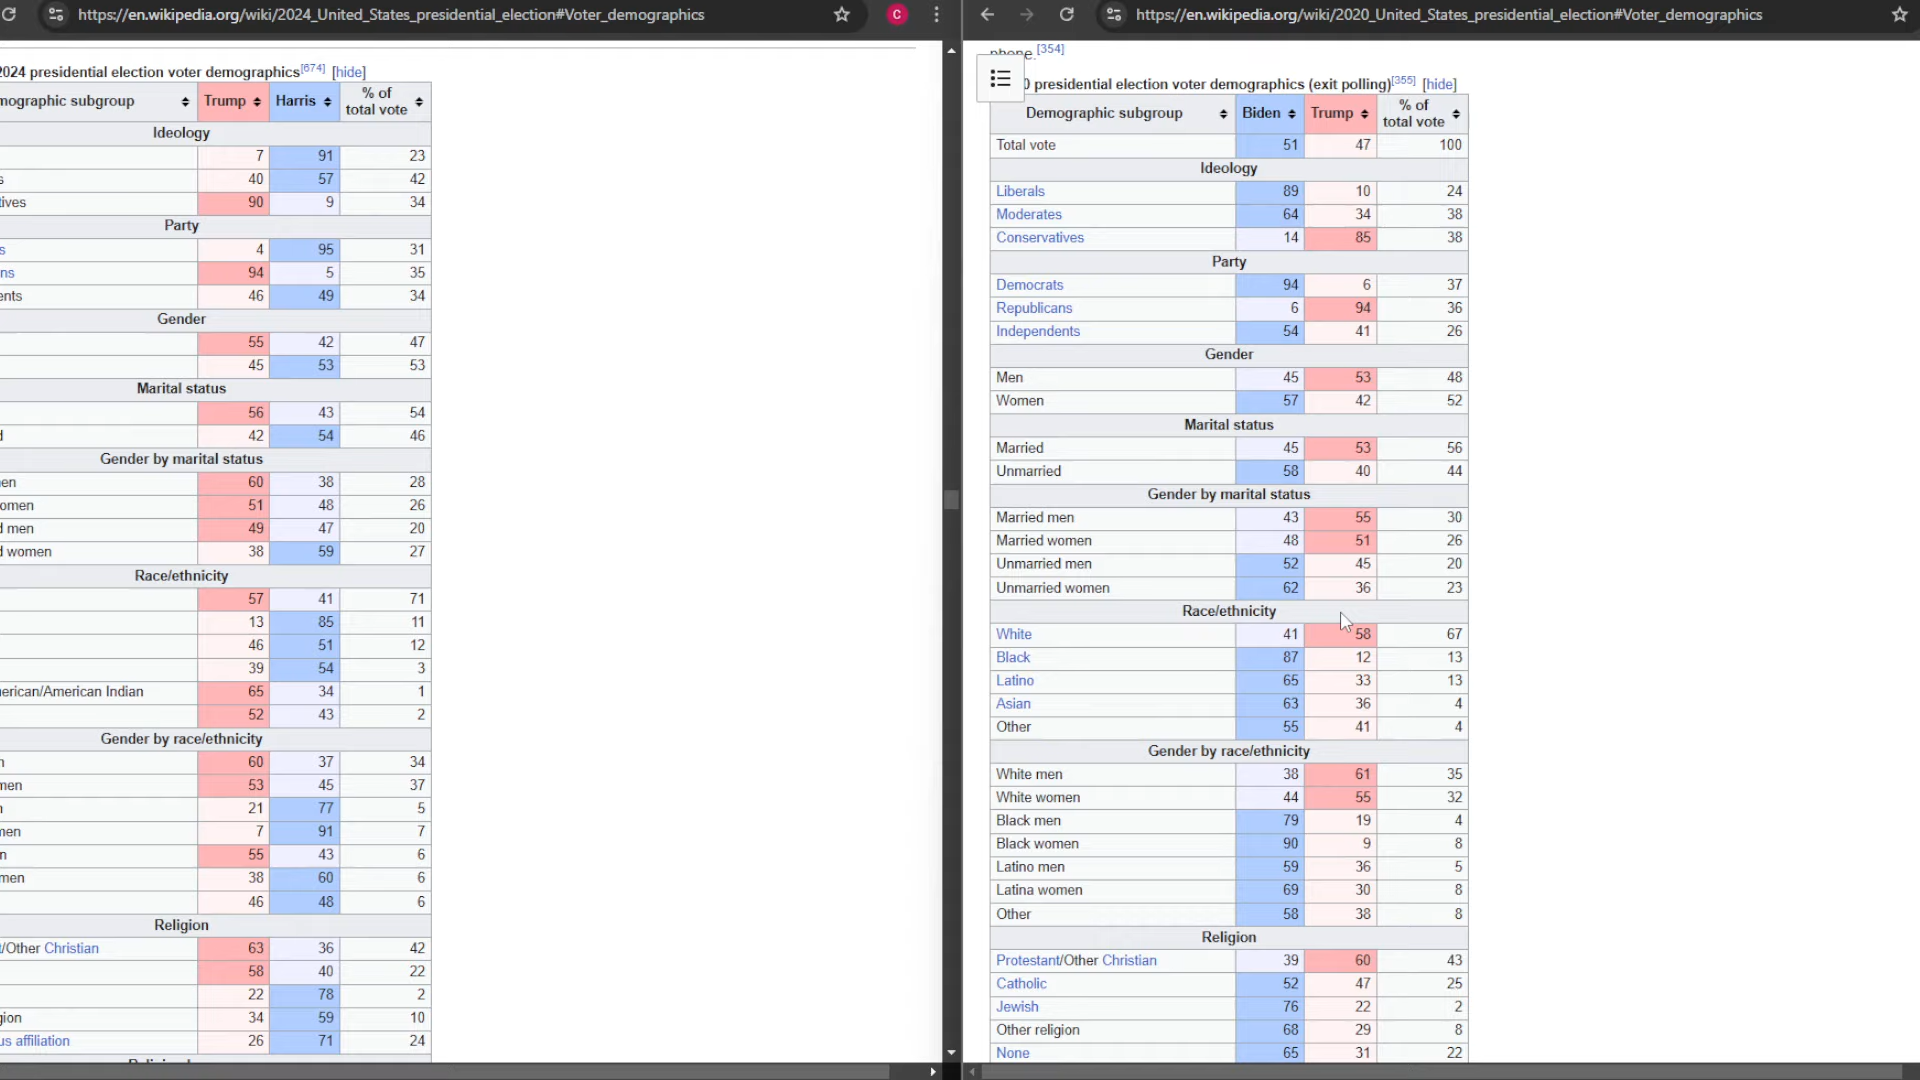 https://en.wikipedia.org/wiki/2024_United_States_presidential_election#Voter_demographics
C
2024 presidential election voter demographics[674] [hide]
mographic subgroup Trump Harris % of total vote
Ideology
7 91 23
s 40 57 42
tives 90 9 34
Party
s 4 95 31
ns 94 5 35
ents 46 49 34
Gender
55 42 47
45 53 53
Marital status
56 43 54
d 42 54 46
Gender by marital status
en 60 38 28
omen 51 48 26
d men 49 47 20
d women 38 59 27
Race/ethnicity
57 41 71
13 85 11
46 51 12
39 54 3
erican/American Indian 65 34 1
52 43 2
Gender by race/ethnicity
n 60 37 34
men 53 45 37
n 21 77 5
men 7 91 7
n 55 43 6
men 38 60 6
46 48 6
Religion
t/Other Christian 63 36 42
58 40 22
22 78 2
gion 34 59 10
us affiliation 26 71 24
https://en.wikipedia.org/wiki/2020_United_States_presidential_election#Voter_demographics
phone.[354]
0 presidential election voter demographics (exit polling)[355] [hide]
Demographic subgroup Biden Trump % of total vote
Total vote 51 47 100
Ideology
Liberals 89 10 24
Moderates 64 34 38
Conservatives 14 85 38
Party
Democrats 94 6 37
Republicans 6 94 36
Independents 54 41 26
Gender
Men 45 53 48
Women 57 42 52
Marital status
Married 45 53 56
Unmarried 58 40 44
Gender by marital status
Married men 43 55 30
Married women 48 51 26
Unmarried men 52 45 20
Unmarried women 62 36 23
Race/ethnicity
White 41 58 67
Black 87 12 13
Latino 65 33 13
Asian 63 36 4
Other 55 41 4
Gender by race/ethnicity
White men 38 61 35
White women 44 55 32
Black men 79 19 4
Black women 90 9 8
Latino men 59 36 5
Latina women 69 30 8
Other 58 38 8
Religion
Protestant/Other Christian 39 60 43
Catholic 52 47 25
Jewish 76 22 2
Other religion 68 29 8
None 65 31 22